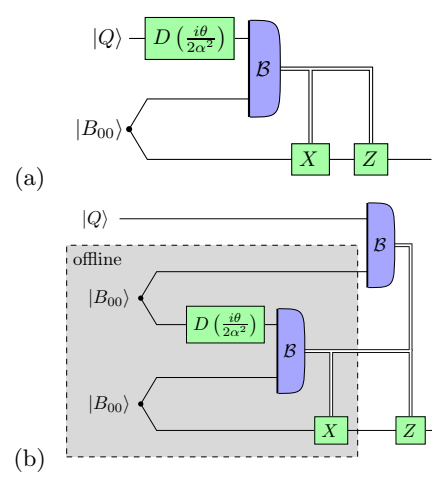 |Q⟩ D(iθ/2α²) B
|B₀₀⟩
X Z
(a)
|Q⟩
B
offline
|B₀₀⟩
D(iθ/2α²) B
|B₀₀⟩
X Z
(b)